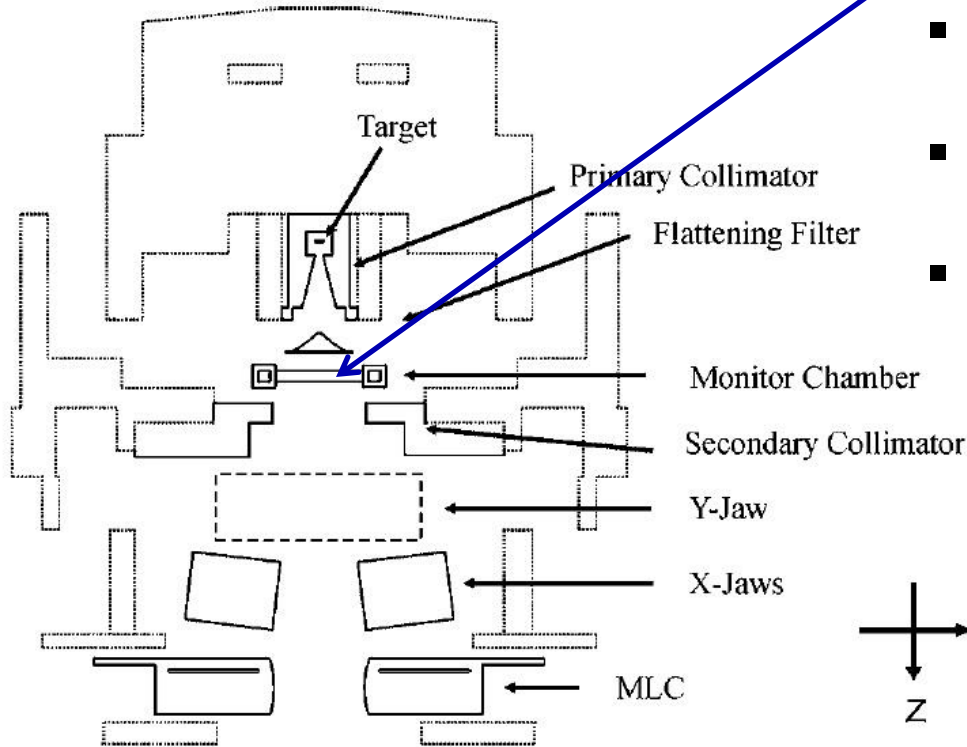 Target
Primary Collimator
Flattening Filter
Monitor Chamber
Secondary Collimator
Y-Jaw
X-Jaws
MLC
Z